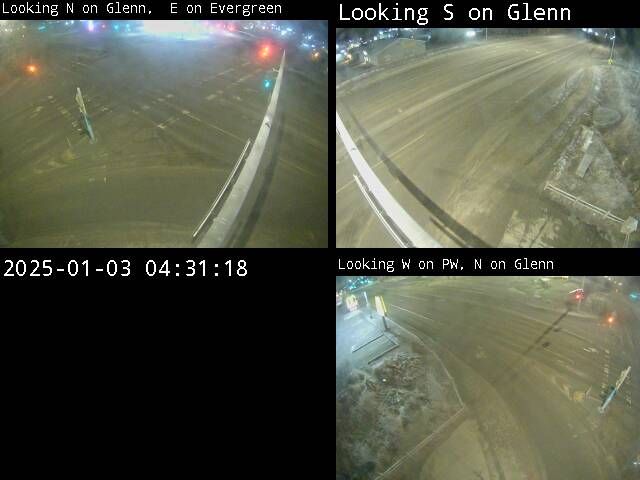 Looking N on Glenn,  E on Evergreen
Looking S on Glenn
2025-01-03 04:31:18
Looking W on PW, N on Glenn